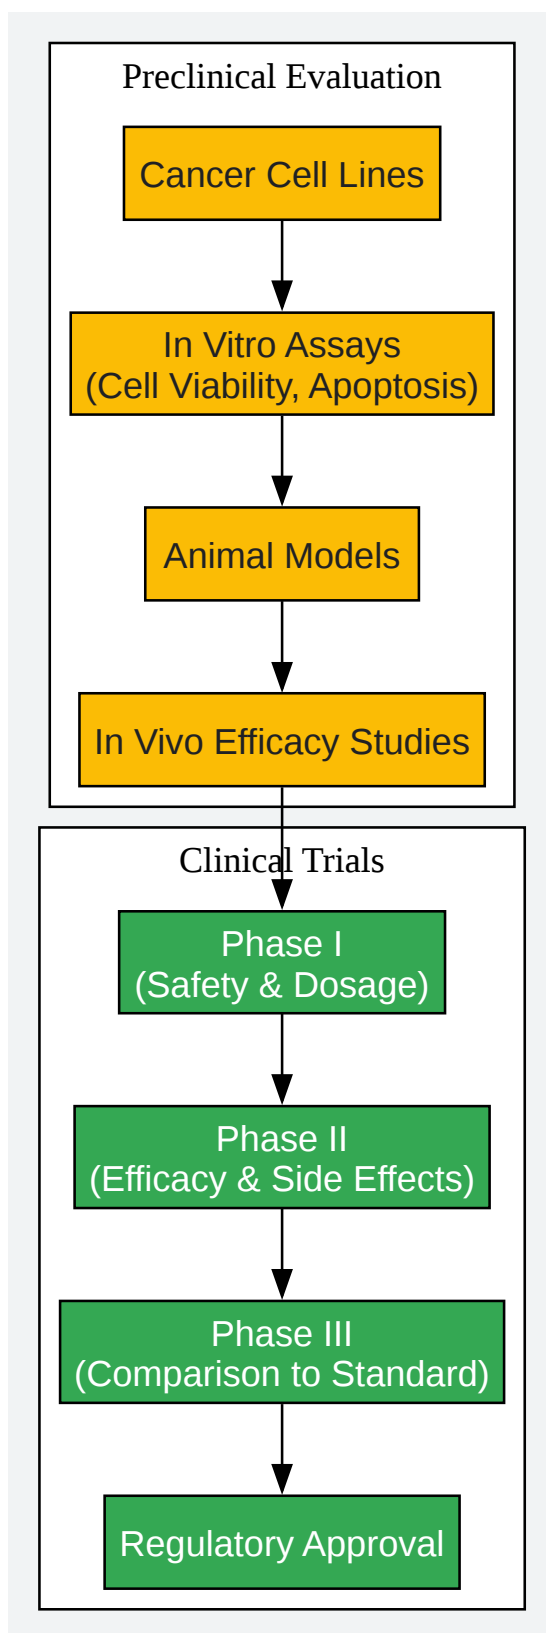 Preclinical Evaluation
Cancer Cell Lines
In Vitro Assays
(Cell Viability, Apoptosis)
Animal Models
In Vivo Efficacy Studies
Clinical Trials
Phase I
(Safety & Dosage)
Phase II
(Efficacy & Side Effects)
Phase III
(Comparison to Standard)
Regulatory Approval